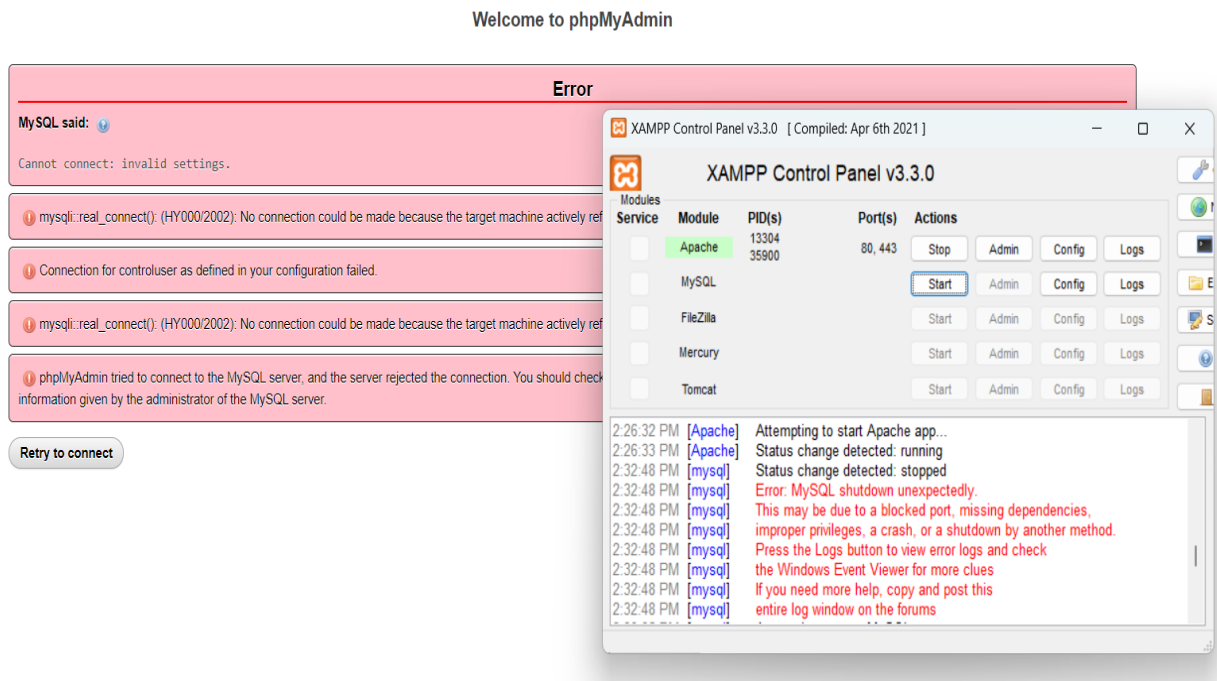 Welcome to phpMyAdmin
Error
MySQL said:
Cannot connect: invalid settings.
mysqli::real_connect(): (HY000/2002): No connection could be made because the target machine actively ref
Connection for controluser as defined in your configuration failed.
mysqli::real_connect(): (HY000/2002): No connection could be made because the target machine actively ref
phpMyAdmin tried to connect to the MySQL server, and the server rejected the connection. You should check
information given by the administrator of the MySQL server.
Retry to connect
XAMPP Control Panel v3.3.0 [ Compiled: Apr 6th 2021 ]
XAMPP Control Panel v3.3.0
Modules
Service Module PID(s) Port(s) Actions
Apache 13304 35900 80, 443 Stop Admin Config Logs
MySQL Start Admin Config Logs
FileZilla Start Admin Config Logs
Mercury Start Admin Config Logs
Tomcat Start Admin Config Logs
2:26:32 PM [Apache] Attempting to start Apache app...
2:26:33 PM [Apache] Status change detected: running
2:32:48 PM [mysql] Status change detected: stopped
2:32:48 PM [mysql] Error: MySQL shutdown unexpectedly.
2:32:48 PM [mysql] This may be due to a blocked port, missing dependencies,
2:32:48 PM [mysql] improper privileges, a crash, or a shutdown by another method.
2:32:48 PM [mysql] Press the Logs button to view error logs and check
2:32:48 PM [mysql] the Windows Event Viewer for more clues
2:32:48 PM [mysql] If you need more help, copy and post this
2:32:48 PM [mysql] entire log window on the forums